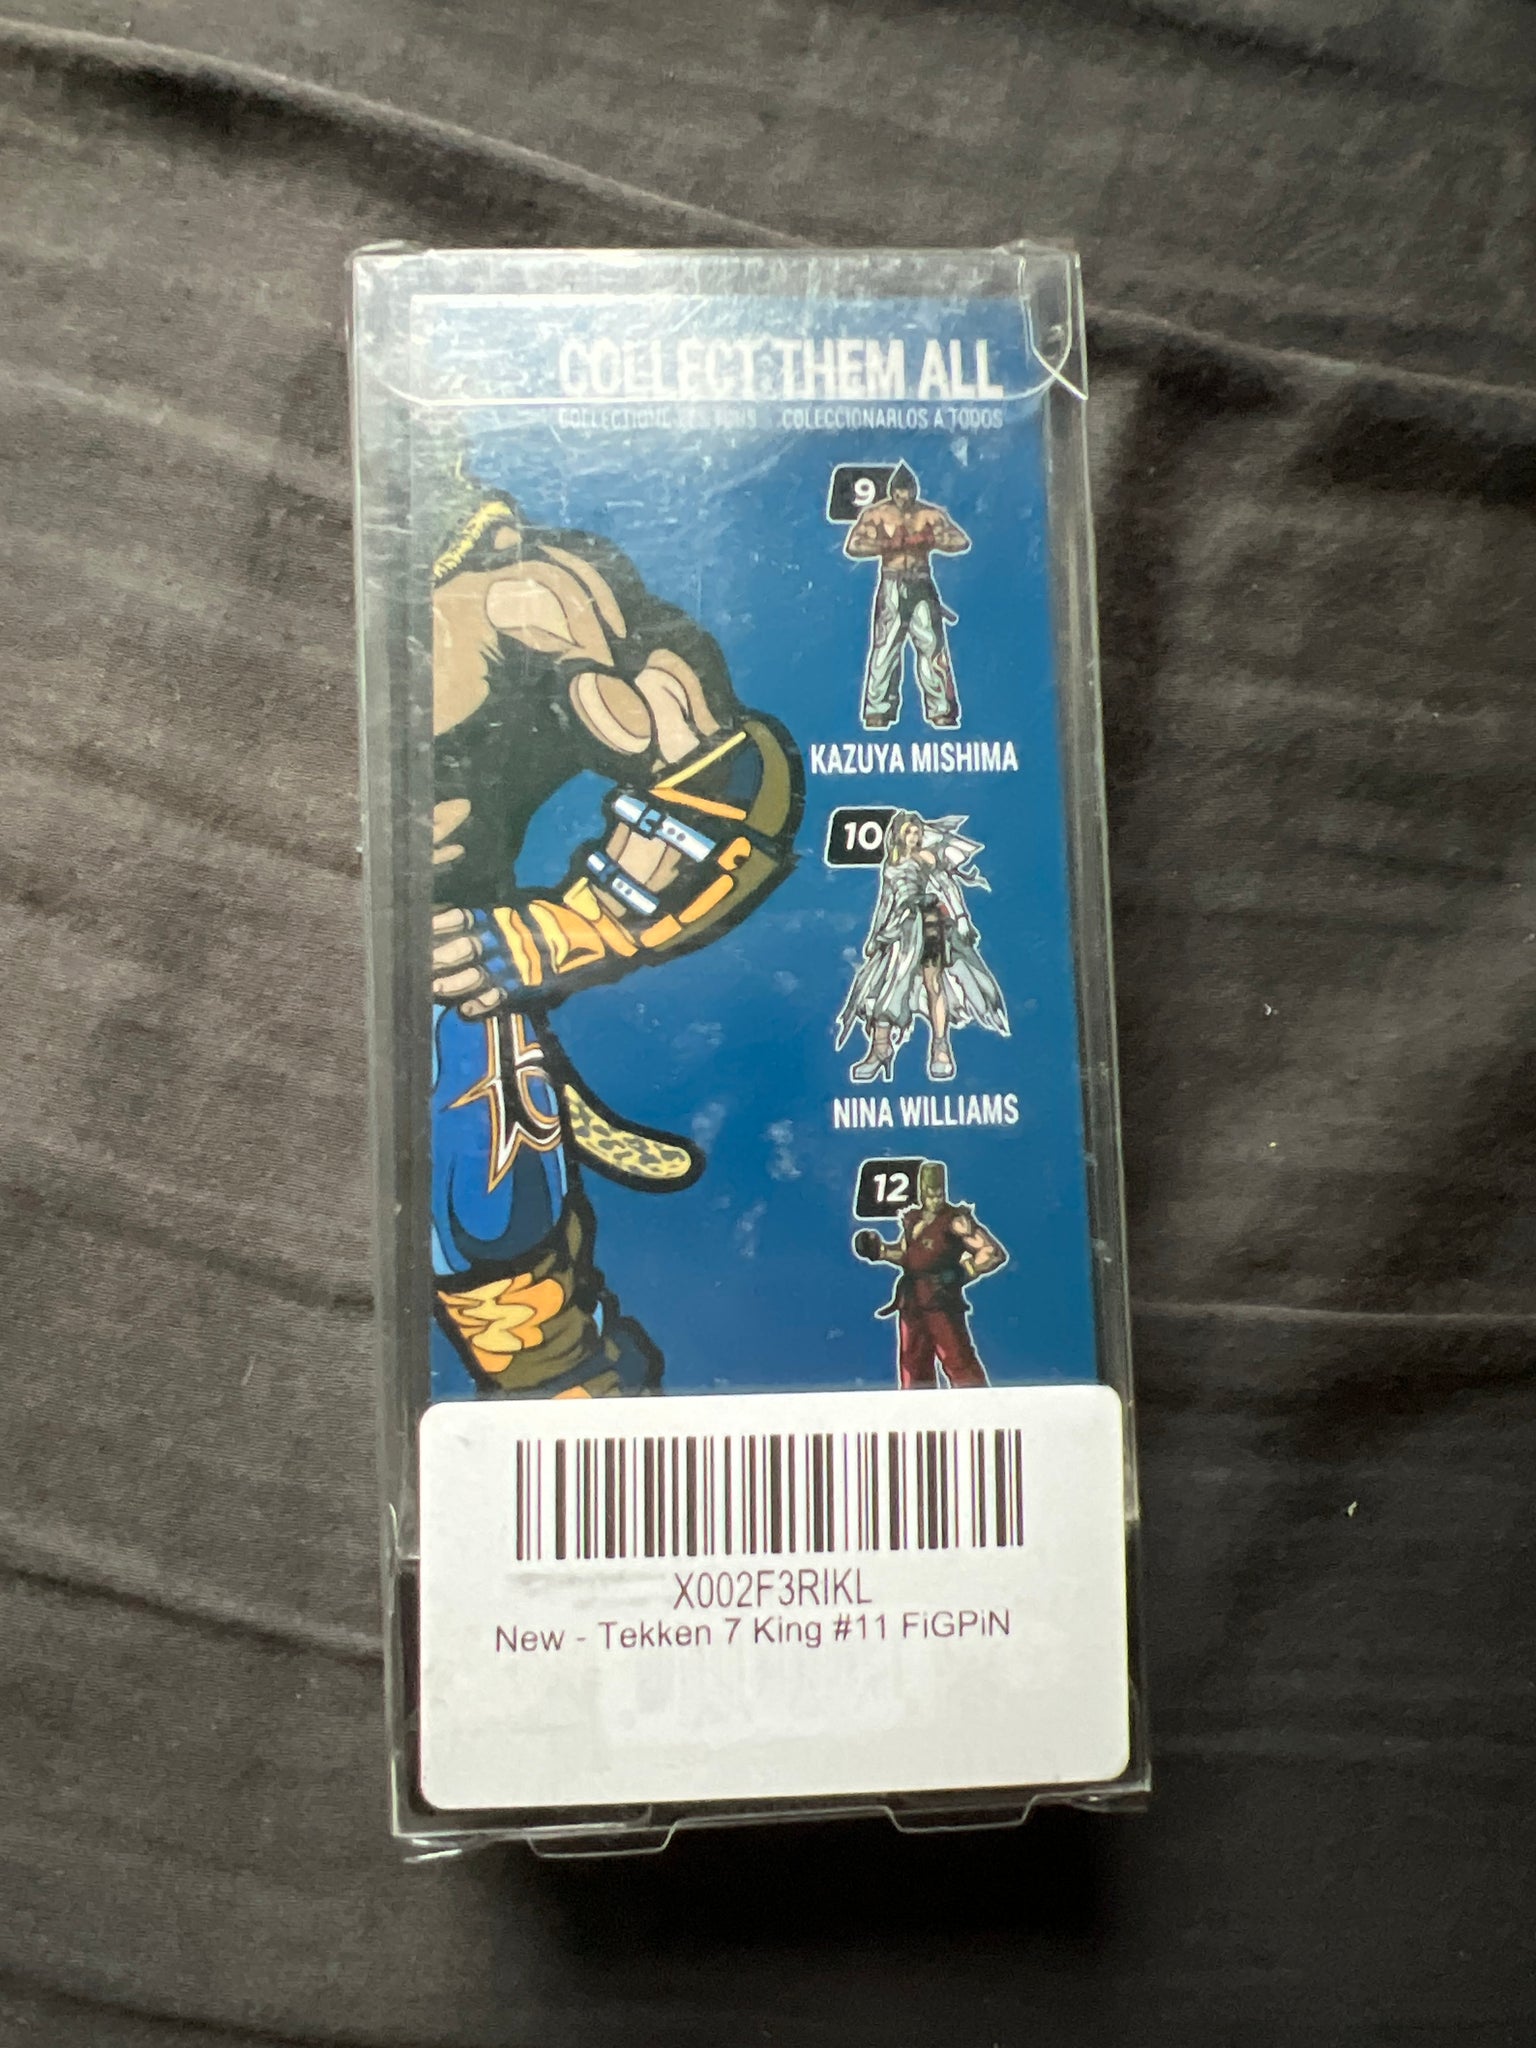 COLLECT THEM ALL
COLLECTIONNE LES TOUS COLECCIONARLOS A TODOS
9
KAZUYA MISHIMA
10
NINA WILLIAMS
12
X002F3RIKL
New - Tekken 7 King #11 FiGPiN